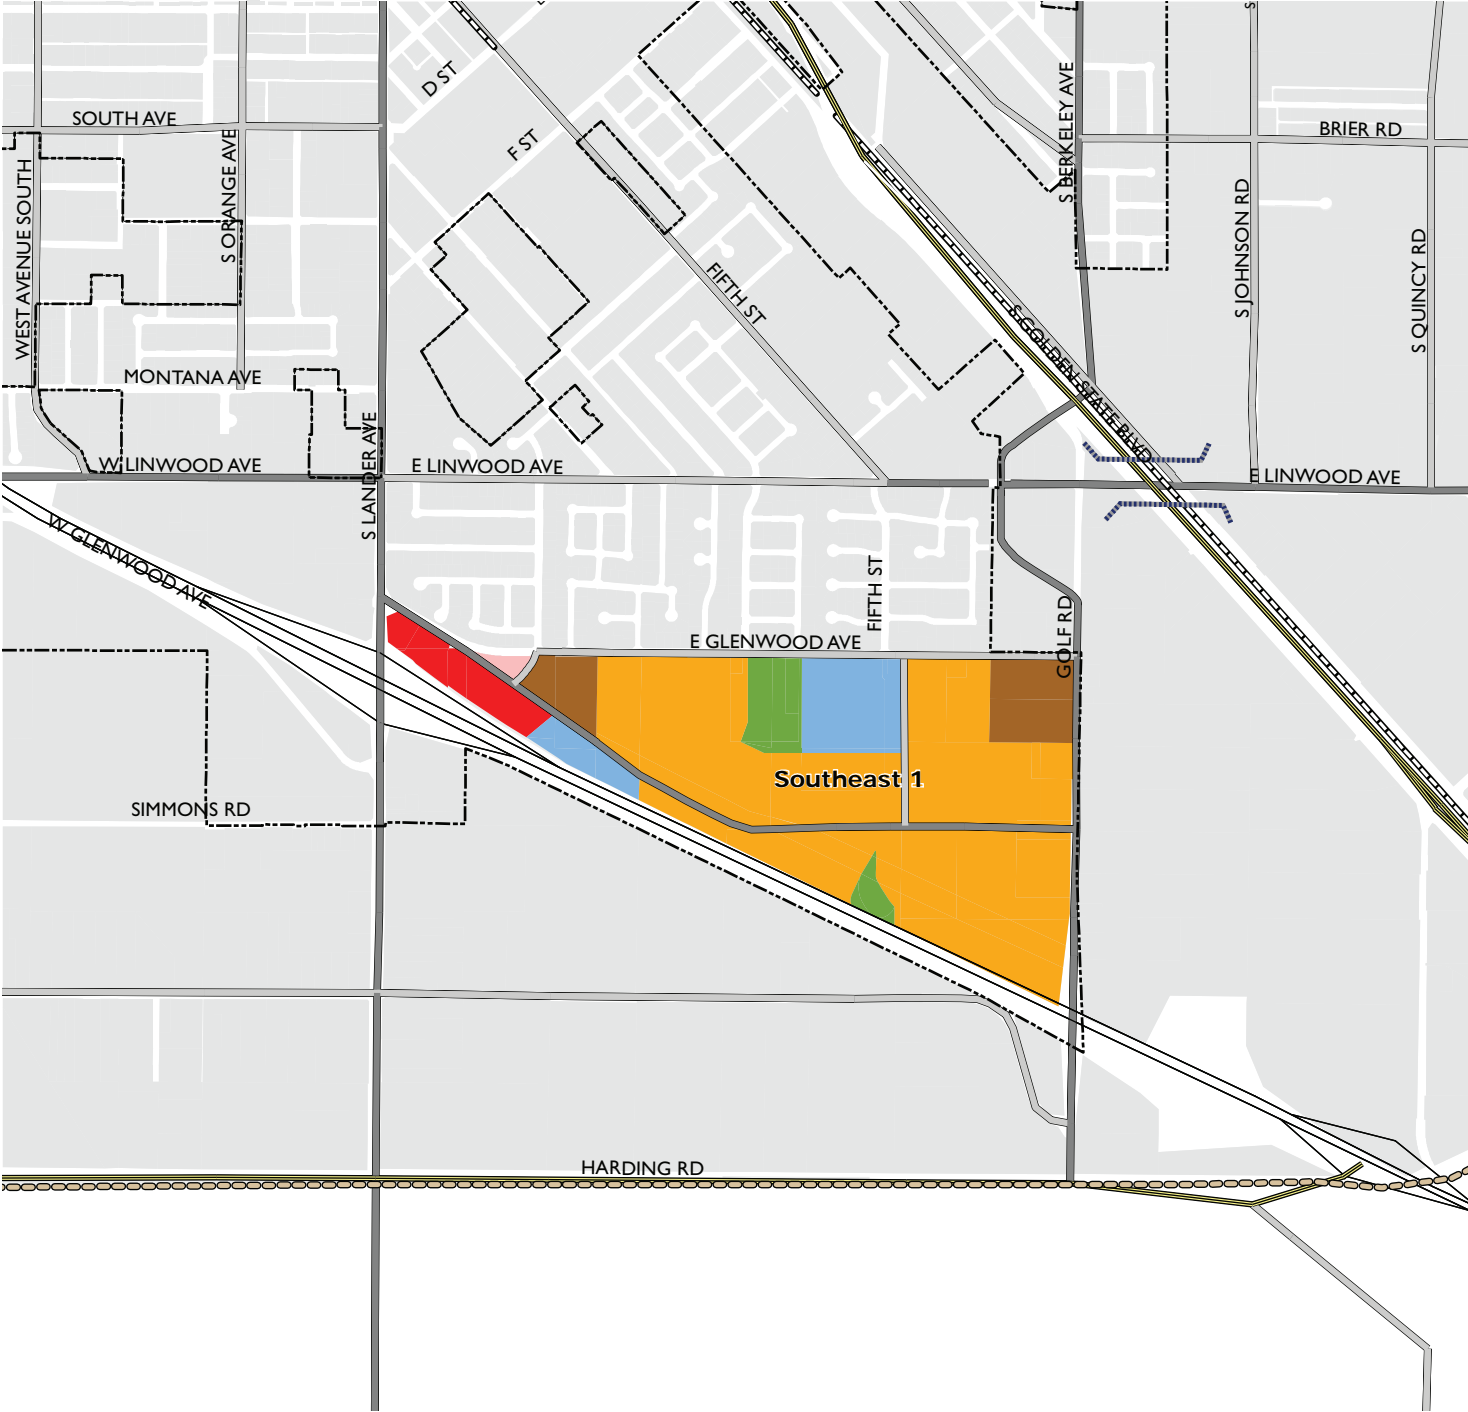 S
D ST
S BERKELEY AVE
SOUTH AVE
BRIER RD
F ST
S ORANGE AVE
WEST AVENUE SOUTH
S JOHNSON RD
S QUINCY RD
FIFTH ST
S GOLDEN STATE BLVD
MONTANA AVE
W LINWOOD AVE
S LANDER AVE
E LINWOOD AVE
E LINWOOD AVE
W GLENWOOD AVE
FIFTH ST
E GLENWOOD AVE
GOLF RD
Southeast 1
SIMMONS RD
HARDING RD